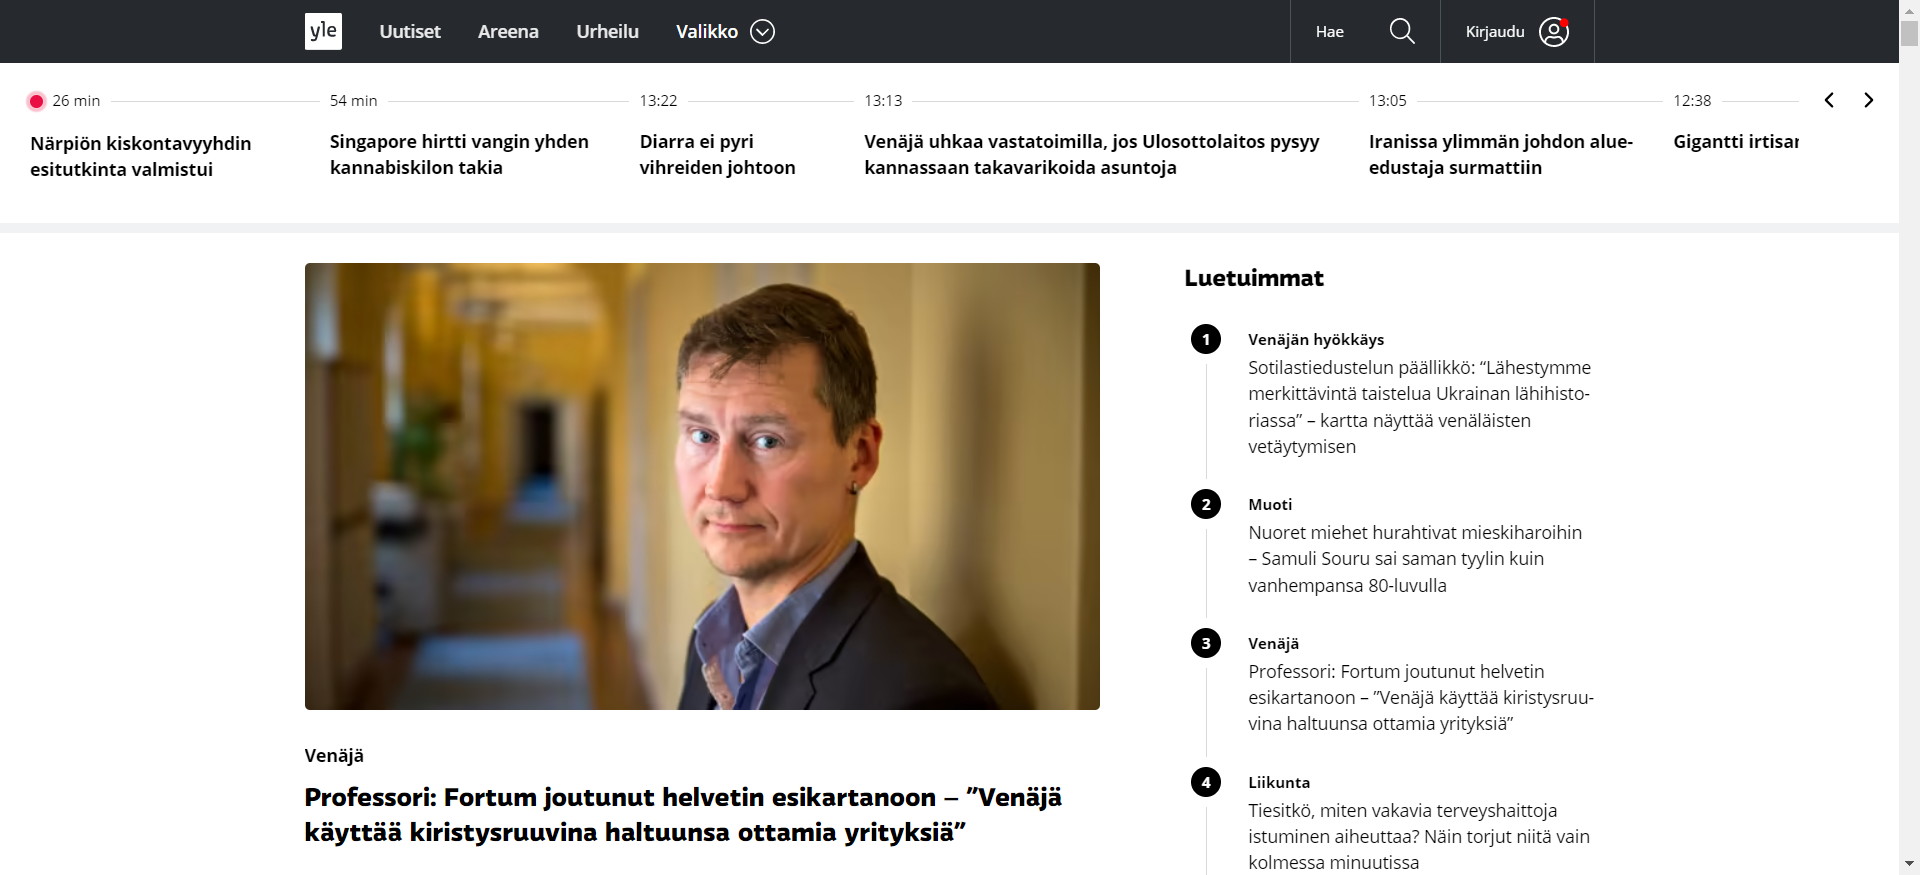 yle
Uutiset
Areena
Urheilu
Valikko
Hae
Kirjaudu
26 min
Närpiön kiskontavyyhdin
esitutkinta valmistui
54 min
Singapore hirtti vangin yhden
kannabiskilon takia
13:22
Diarra ei pyri
vihreiden johtoon
13:13
Venäjä uhkaa vastatoimilla, jos Ulosottolaitos pysyy
kannassaan takavarikoida asuntoja
13:05
Iranissa ylimmän johdon alue-
edustaja surmattiin
12:38
Gigantti irtisan
Venäjä
Professori: Fortum joutunut helvetin esikartanoon – ”Venäjä
käyttää kiristysruuvina haltuunsa ottamia yrityksiä”
Luetuimmat
1
Venäjän hyökkäys
Sotilastiedustelun päällikkö: “Lähestymme
merkittävintä taistelua Ukrainan lähihisto-
riassa” – kartta näyttää venäläisten
vetäytymisen
2
Muoti
Nuoret miehet hurahtivat mieskiharoihin
– Samuli Souru sai saman tyylin kuin
vanhempansa 80-luvulla
3
Venäjä
Professori: Fortum joutunut helvetin
esikartanoon – ”Venäjä käyttää kiristysruu-
vina haltuunsa ottamia yrityksiä”
4
Liikunta
Tiesitkö, miten vakavia terveyshaittoja
istuminen aiheuttaa? Näin torjut niitä vain
kolmessa minuutissa